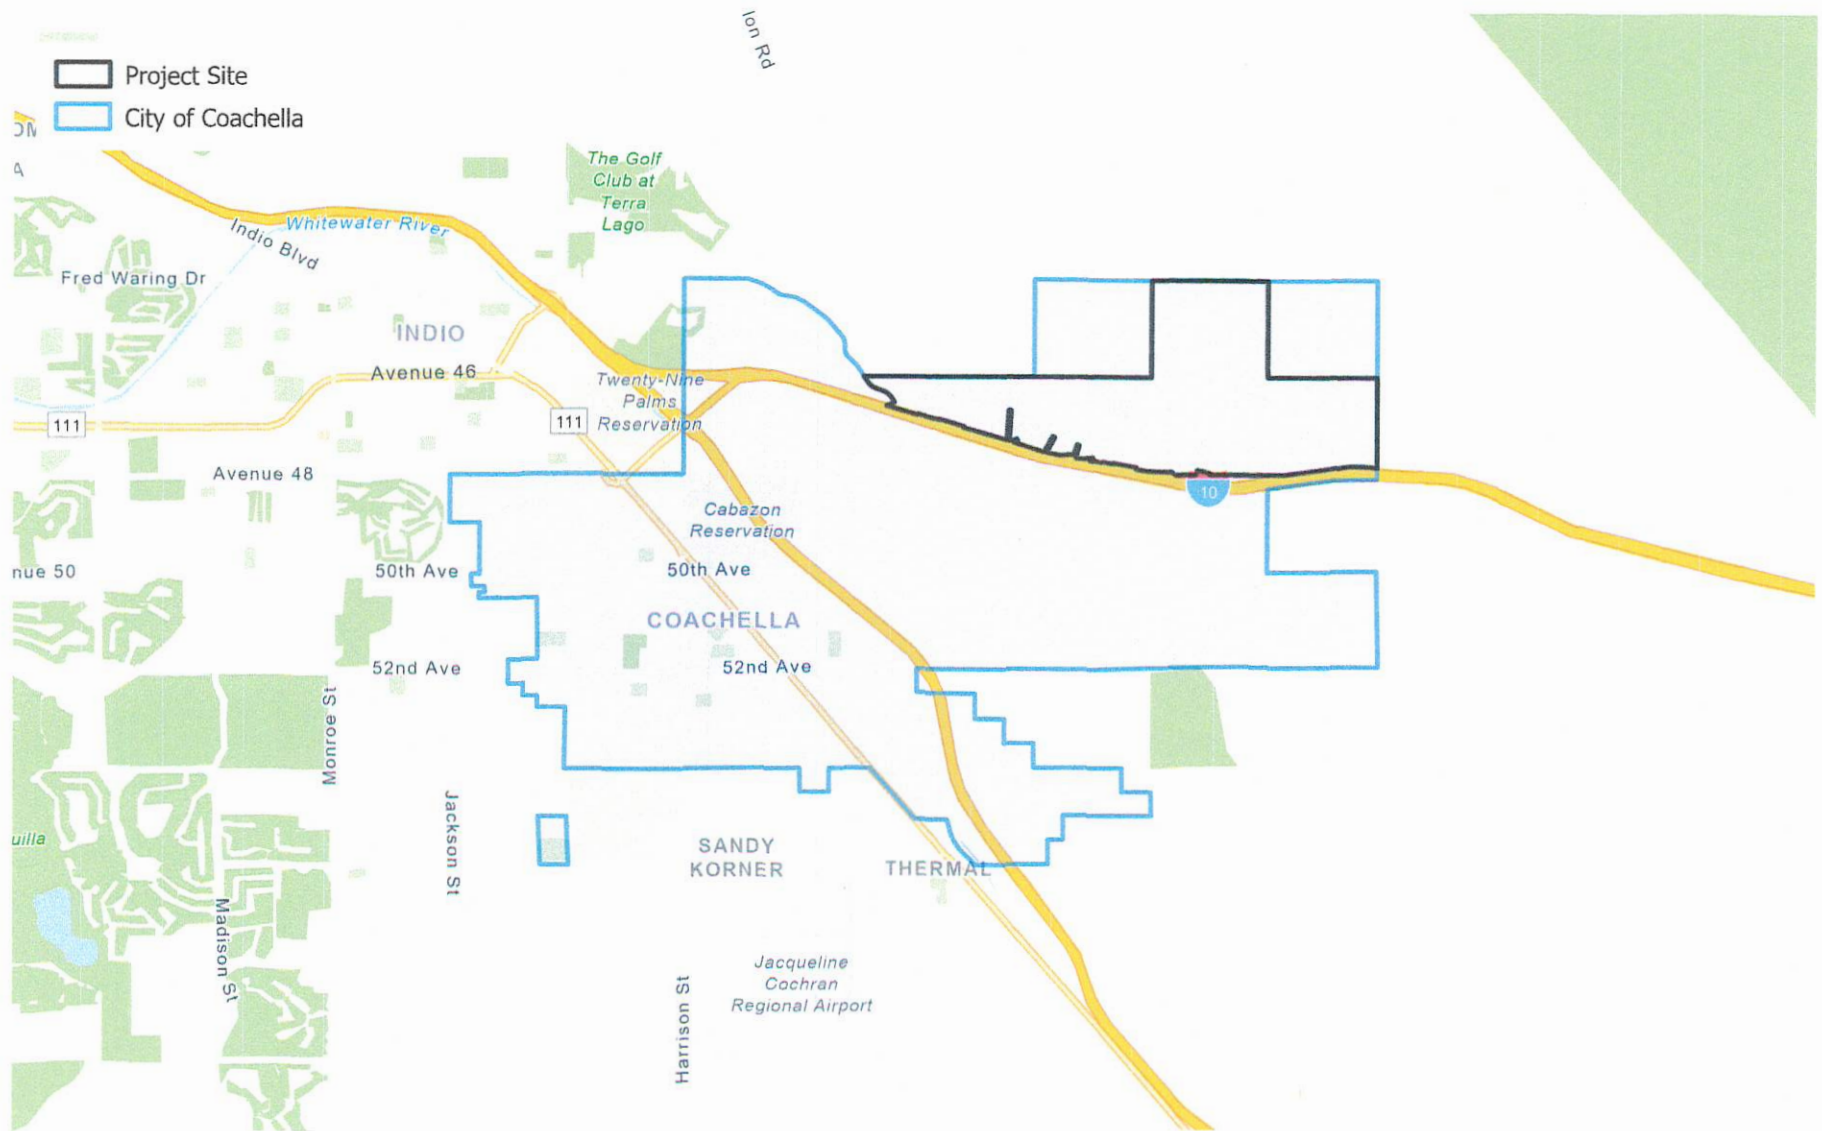 Ion Rd
Project Site
City of Coachella
The Golf
Club at
Terra
Lago
Whitewater River
Indio Blvd
Fred Waring Dr
INDIO
Avenue 46
Twenty-Nine
Palms
Reservation
111
111
Avenue 48
10
Cabazon
Reservation
nue 50
50th Ave
50th Ave
COACHELLA
52nd Ave
52nd Ave
Monroe St
Jackson St
uilla
SANDY
KORNER
THERMAL
Madison St
Jacqueline
Cochran
Regional Airport
Harrison St